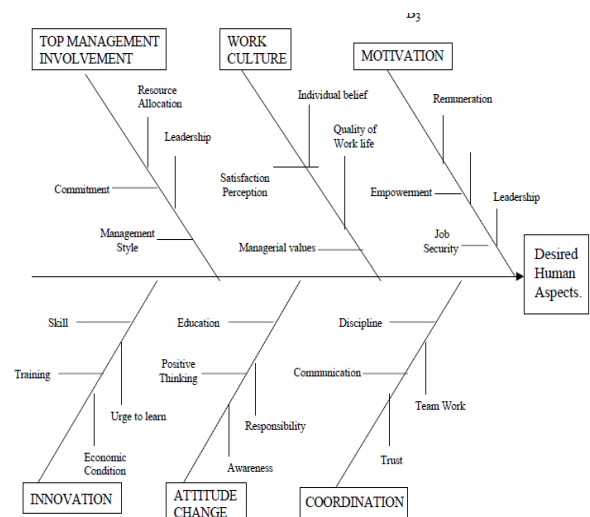 TOP MANAGEMENT
INVOLVEMENT
WORK
CULTURE
MOTIVATION
Resource
Allocation
Leadership
Commitment
Management
Style
Individual belief
Quality of
Work life
Satisfaction
Perception
Managerial values
Remuneration
Empowerment
Leadership
Job
Security
Desired
Human
Aspects.
Skill
Training
Urge to learn
Economic
Condition
Education
Positive
Thinking
Responsibility
Awareness
Discipline
Communication
Team Work
Trust
INNOVATION
ATTITUDE
CHANGE
COORDINATION